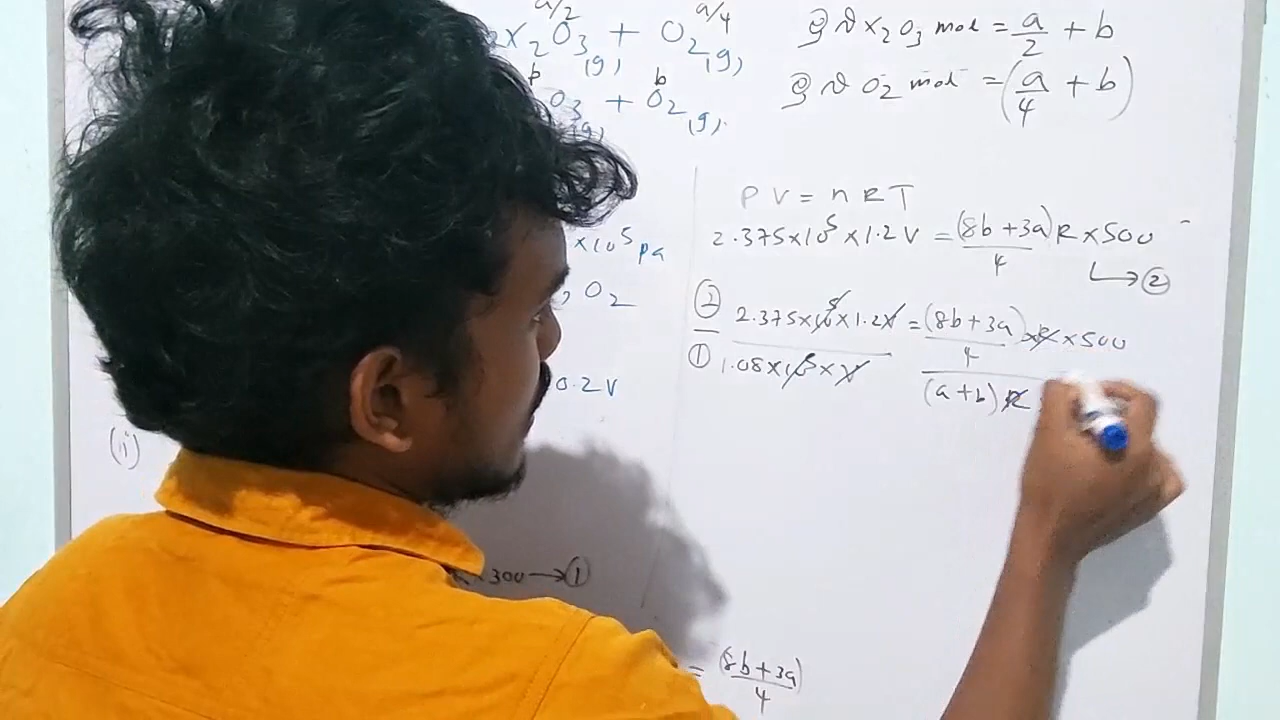 a/2 a/4
2X₂O₃(g) + O₂(g)
b b
O₃(g) + O₂(g)
X₂O₃ mol = a/2 + b
O₂ mol = (a/4 + b)
×10⁵ pa
, O₂
0.2V
(ii)
× 300 → ①
= (8b+3a)/4
PV = nRT
2.375×10⁵ ×1.2V = (8b+3a)/4 R×500
→ ②
②/① 2.375×10⁵×1.2V / 1.08×10⁵×V = (8b+3a)/4 ×R×500 / (a+b)R